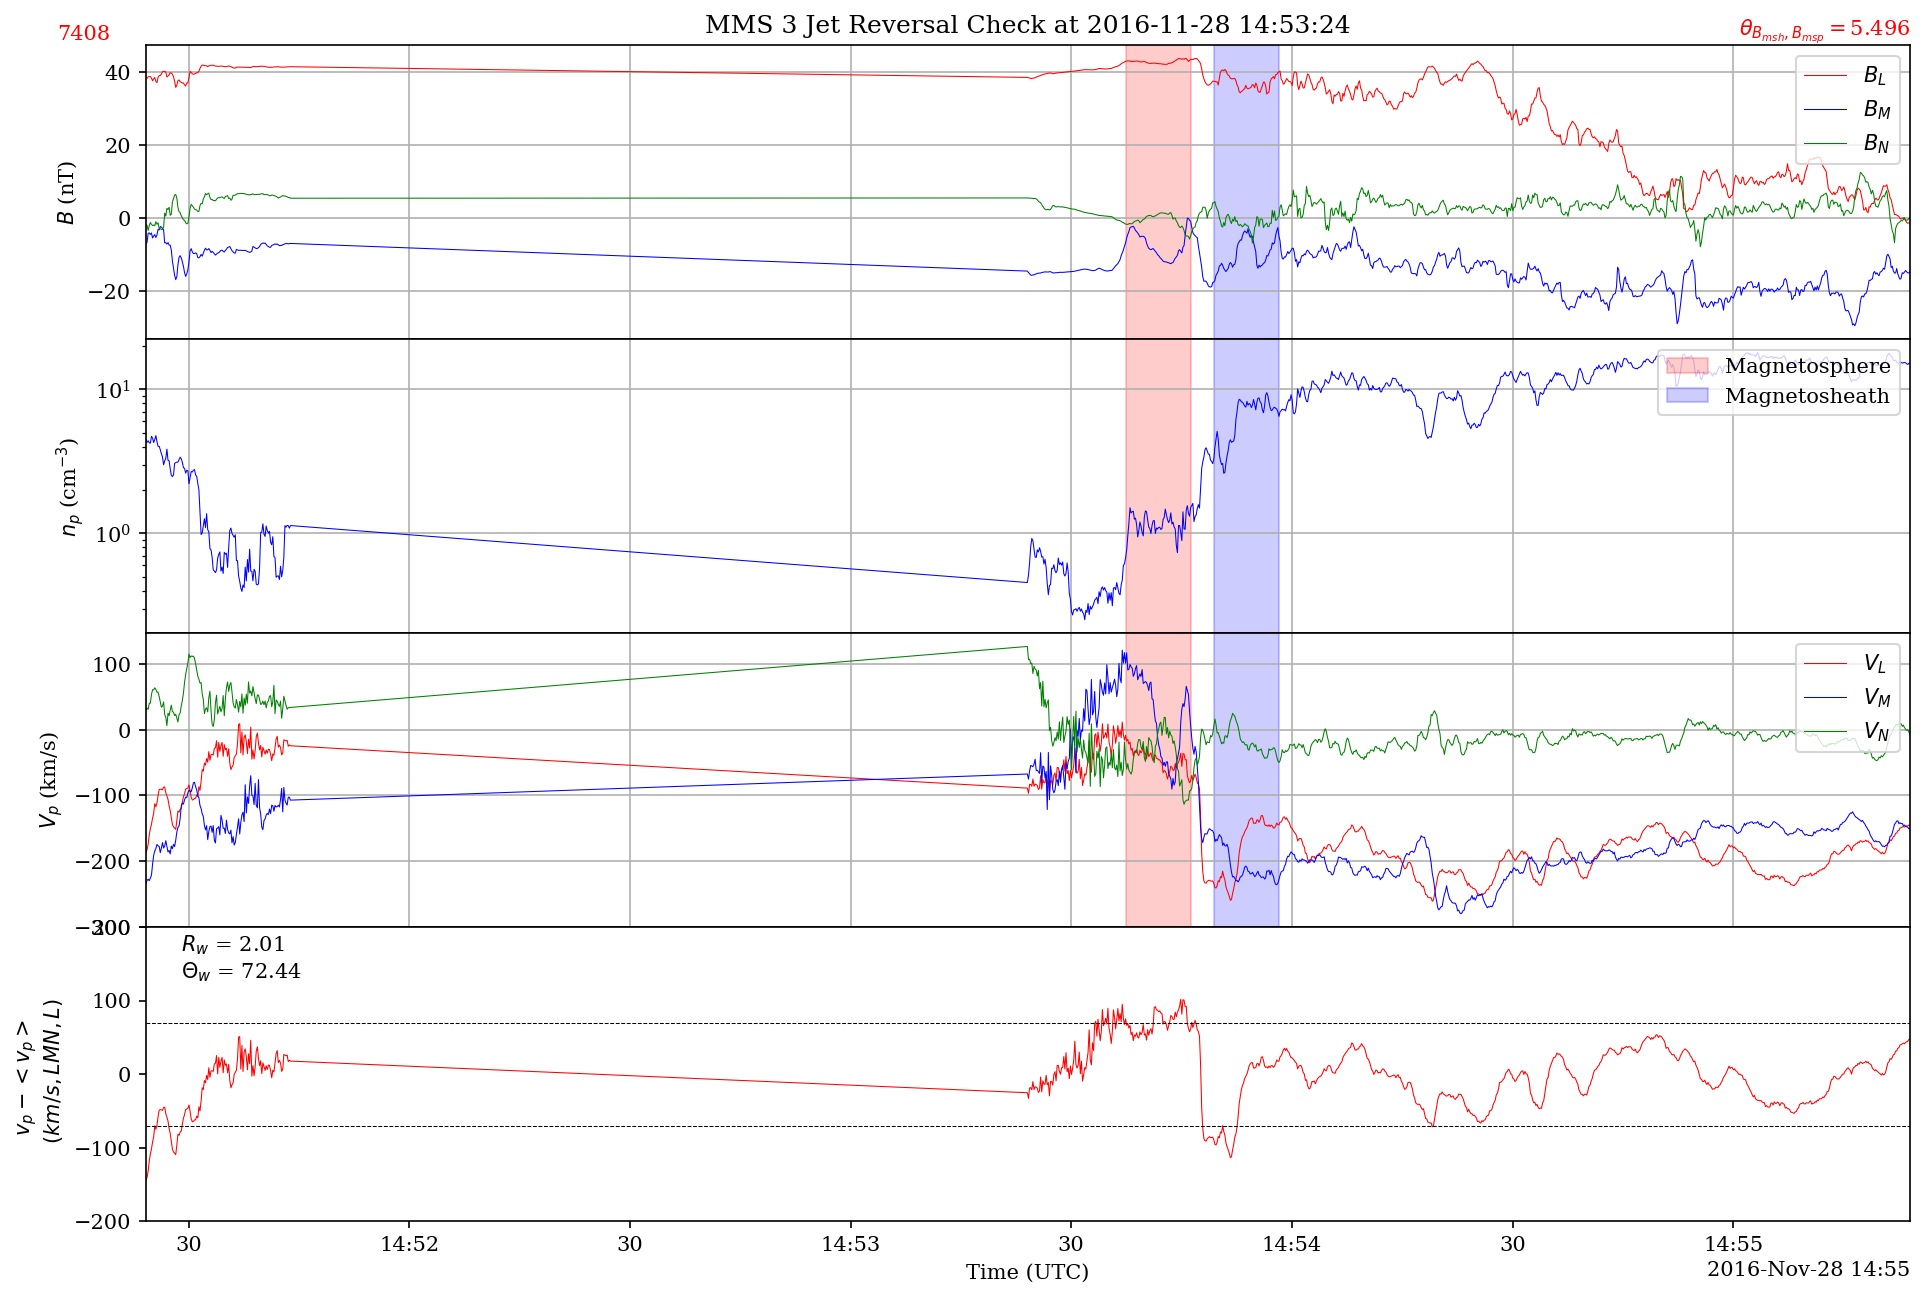 7408
MMS 3 Jet Reversal Check at 2016-11-28 14:53:24
θ_{B_{msh}, B_{msp}} = 5.496
B (nT)
40
20
0
−20
B_L
B_M
B_N
n_p (cm⁻³)
10¹
10⁰
Magnetosphere
Magnetosheath
V_p (km/s)
100
0
−100
−200
−300
V_L
V_M
V_N
v_p − < v_p >
(km/s, LMN, L)
200
100
0
−100
−200
R_w = 2.01
Θ_w = 72.44
30 14:52 30 14:53 30 14:54 30 14:55
Time (UTC)
2016-Nov-28 14:55